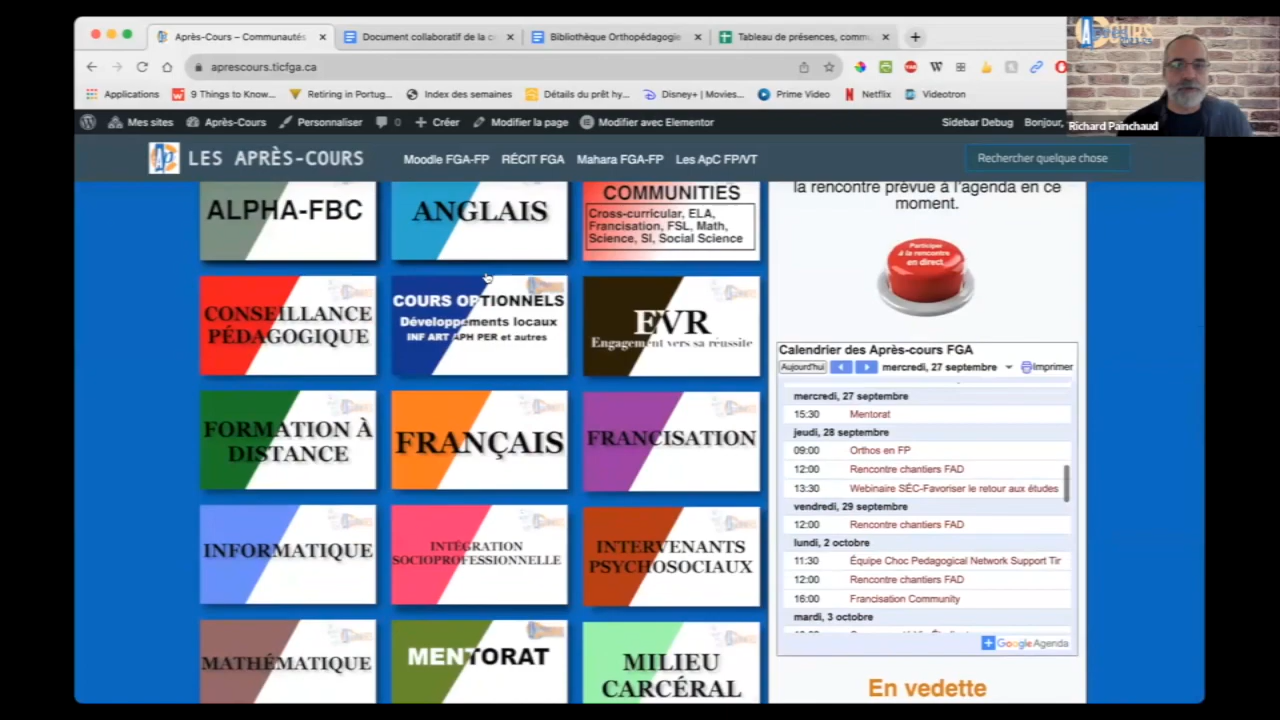 Après-Cours – Communautés
Document collaboratif de la c
Bibliothèque Orthopédagogie
Tableau de présences, commu
aprescours.ticfga.ca
Applications
9 Things to Know...
Retiring in Portug...
Index des semaines
Détails du prêt hy...
Disney+ | Movies...
Prime Video
Netflix
Videotron
Richard Painchaud
Mes sites
Après-Cours
Personnaliser
0
Créer
Modifier la page
Modifier avec Elementor
Sidebar Debug
Bonjour,
LES APRÈS-COURS
Moodle FGA-FP
RÉCIT FGA
Mahara FGA-FP
Les ApC FP/VT
Rechercher quelque chose
ALPHA-FBC
ANGLAIS
COMMUNITIES
Cross-curricular, ELA,
Francisation, FSL, Math,
Science, SI, Social Science
CONSEILLANCE
PÉDAGOGIQUE
COURS OPTIONNELS
Développements locaux
INF ART APH PER et autres
EVR
Engagement vers sa réussite
FORMATION À
DISTANCE
FRANÇAIS
FRANCISATION
INFORMATIQUE
INTÉGRATION
SOCIOPROFESSIONNELLE
INTERVENANTS
PSYCHOSOCIAUX
MATHÉMATIQUE
MENTORAT
MILIEU
CARCÉRAL
la rencontre prévue à l'agenda en ce
moment.
Participer
à la rencontre
en direct
Calendrier des Après-cours FGA
Aujourd'hui
mercredi, 27 septembre
Imprimer
mercredi, 27 septembre
15:30 Mentorat
jeudi, 28 septembre
09:00 Orthos en FP
12:00 Rencontre chantiers FAD
13:30 Webinaire SÉC-Favoriser le retour aux études
vendredi, 29 septembre
12:00 Rencontre chantiers FAD
lundi, 2 octobre
11:30 Équipe Choc Pedagogical Network Support Tir
12:00 Rencontre chantiers FAD
16:00 Francisation Community
mardi, 3 octobre
Google Agenda
En vedette